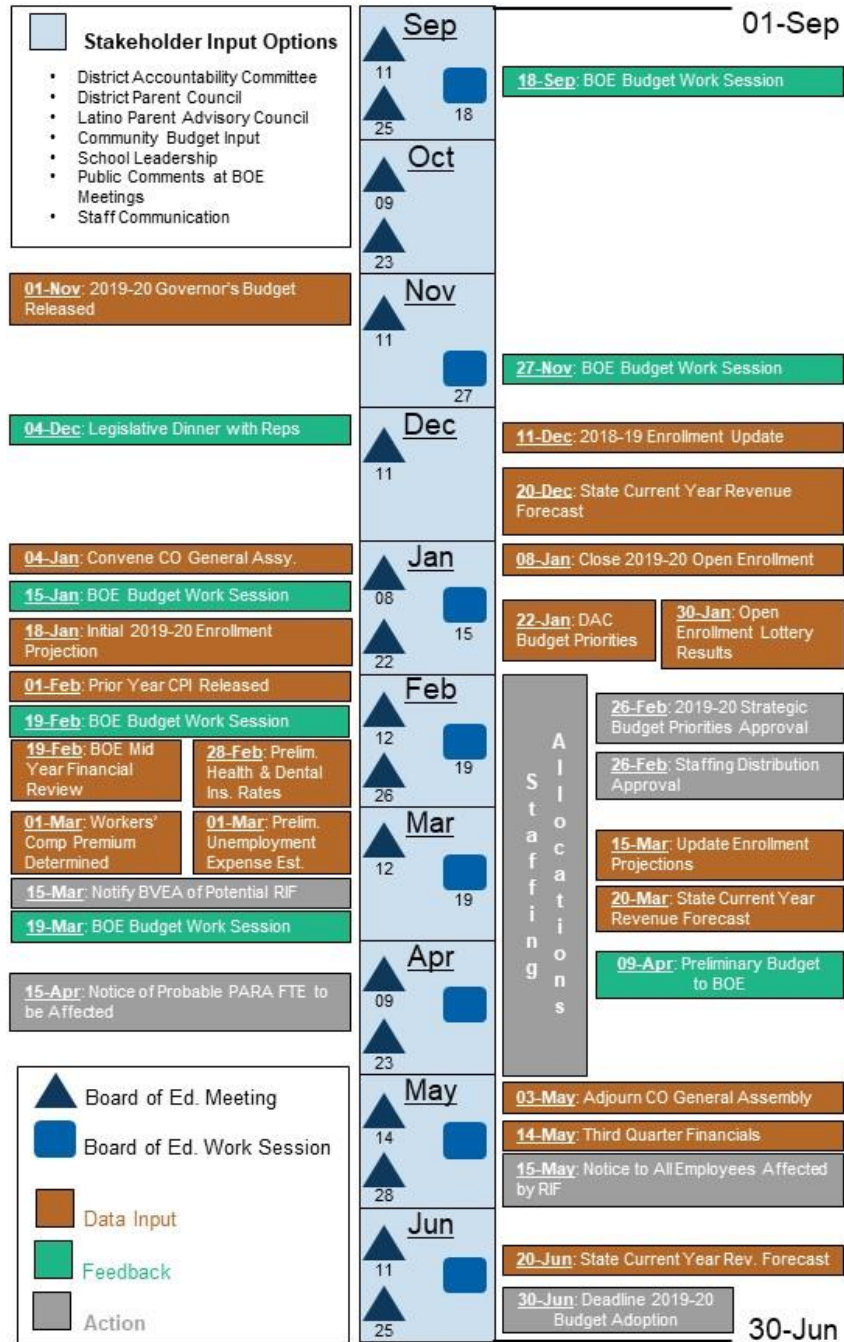 Stakeholder Input Options
• District Accountability Committee
• District Parent Council
• Latino Parent Advisory Council
• Community Budget Input
• School Leadership
• Public Comments at BOE
Meetings
• Staff Communication
01-Nov: 2019-20 Governor's Budget
Released
04-Dec: Legislative Dinner with Reps
04-Jan: Convene CO General Assy.
15-Jan: BOE Budget Work Session
18-Jan: Initial 2019-20 Enrollment
Projection
01-Feb: Prior Year CPI Released
19-Feb: BOE Budget Work Session
19-Feb: BOE Mid
Year Financial
Review
28-Feb: Prelim.
Health & Dental
Ins. Rates
01-Mar: Workers'
Comp Premium
Determined
01-Mar: Prelim.
Unemployment
Expense Est.
15-Mar: Notify BVEA of Potential RIF
19-Mar: BOE Budget Work Session
15-Apr: Notice of Probable PARA FTE to
be Affected
Board of Ed. Meeting
Board of Ed. Work Session
Data Input
Feedback
Action
Sep
11
18
25
Oct
09
23
Nov
11
27
Dec
11
Jan
08
15
22
Feb
12
19
26
Mar
12
19
Apr
09
23
May
14
28
Jun
11
25
01-Sep
18-Sep: BOE Budget Work Session
27-Nov: BOE Budget Work Session
11-Dec: 2018-19 Enrollment Update
20-Dec: State Current Year Revenue
Forecast
08-Jan: Close 2019-20 Open Enrollment
22-Jan: DAC
Budget Priorities
30-Jan: Open
Enrollment Lottery
Results
Staffing
Allocations
26-Feb: 2019-20 Strategic
Budget Priorities Approval
26-Feb: Staffing Distribution
Approval
15-Mar: Update Enrollment
Projections
20-Mar: State Current Year
Revenue Forecast
09-Apr: Preliminary Budget
to BOE
03-May: Adjourn CO General Assembly
14-May: Third Quarter Financials
15-May: Notice to All Employees Affected
by RIF
20-Jun: State Current Year Rev. Forecast
30-Jun: Deadline 2019-20
Budget Adoption
30-Jun